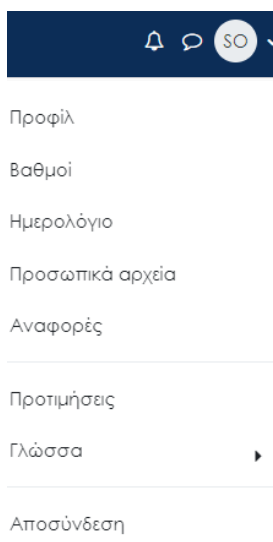 SO
Προφίλ
Βαθμοί
Ημερολόγιο
Προσωπικά αρχεία
Αναφορές
Προτιμήσεις
Γλώσσα
Αποσύνδεση